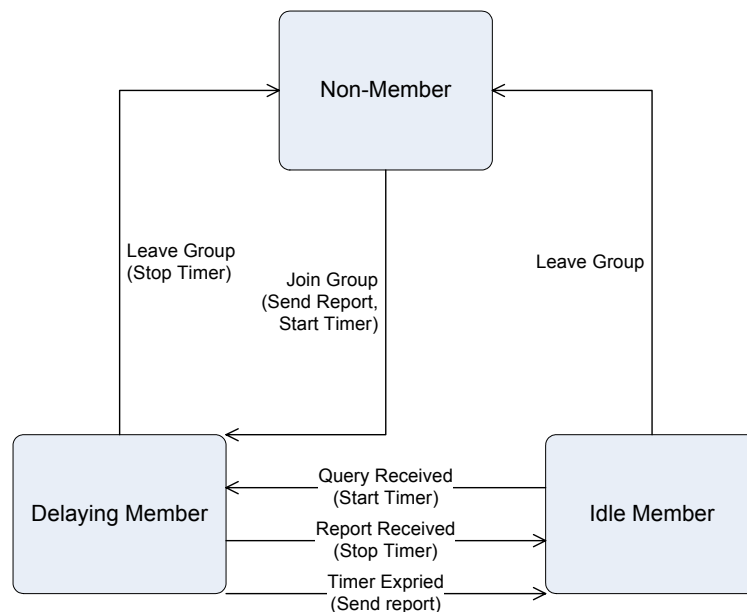 Non-Member
Leave Group
(Stop Timer)
Join Group
(Send Report,
Start Timer)
Leave Group
Delaying Member
Query Received
(Start Timer)
Report Received
(Stop Timer)
Timer Expried
(Send report)
Idle Member